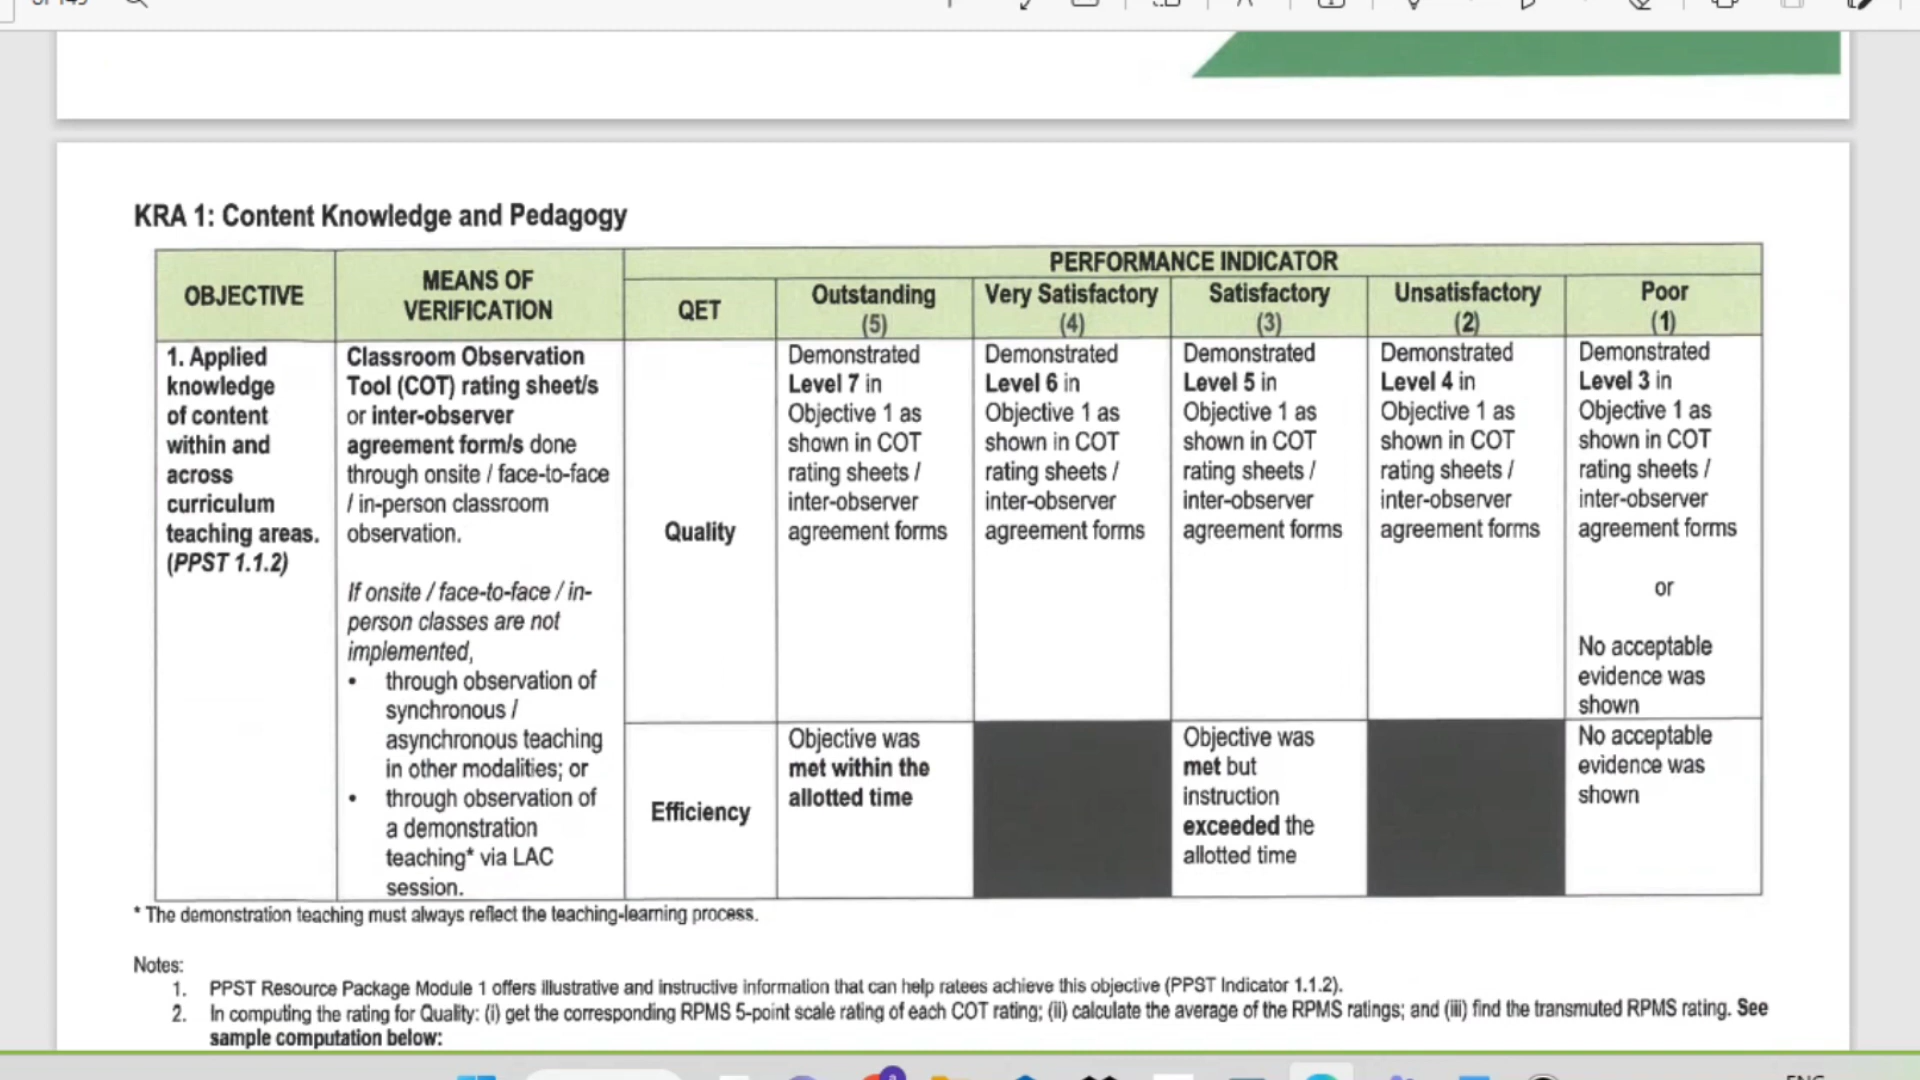 KRA 1: Content Knowledge and Pedagogy
OBJECTIVE
MEANS OF
VERIFICATION
PERFORMANCE INDICATOR
QET
Outstanding
(5)
Very Satisfactory
(4)
Satisfactory
(3)
Unsatisfactory
(2)
Poor
(1)
1. Applied
knowledge
of content
within and
across
curriculum
teaching areas.
(PPST 1.1.2)
Classroom Observation
Tool (COT) rating sheet/s
or inter-observer
agreement form/s done
through onsite / face-to-face
/ in-person classroom
observation.
If onsite / face-to-face / in-
person classes are not
implemented,
• through observation of
synchronous /
asynchronous teaching
in other modalities; or
• through observation of
a demonstration
teaching* via LAC
session.
Quality
Demonstrated
Level 7 in
Objective 1 as
shown in COT
rating sheets /
inter-observer
agreement forms
Demonstrated
Level 6 in
Objective 1 as
shown in COT
rating sheets /
inter-observer
agreement forms
Demonstrated
Level 5 in
Objective 1 as
shown in COT
rating sheets /
inter-observer
agreement forms
Demonstrated
Level 4 in
Objective 1 as
shown in COT
rating sheets /
inter-observer
agreement forms
Demonstrated
Level 3 in
Objective 1 as
shown in COT
rating sheets /
inter-observer
agreement forms
or
No acceptable
evidence was
shown
Efficiency
Objective was
met within the
allotted time
Objective was
met but
instruction
exceeded the
allotted time
No acceptable
evidence was
shown
* The demonstration teaching must always reflect the teaching-learning process.
Notes:
1. PPST Resource Package Module 1 offers illustrative and instructive information that can help ratees achieve this objective (PPST Indicator 1.1.2).
2. In computing the rating for Quality: (i) get the corresponding RPMS 5-point scale rating of each COT rating; (ii) calculate the average of the RPMS ratings; and (iii) find the transmuted RPMS rating. See
sample computation below: